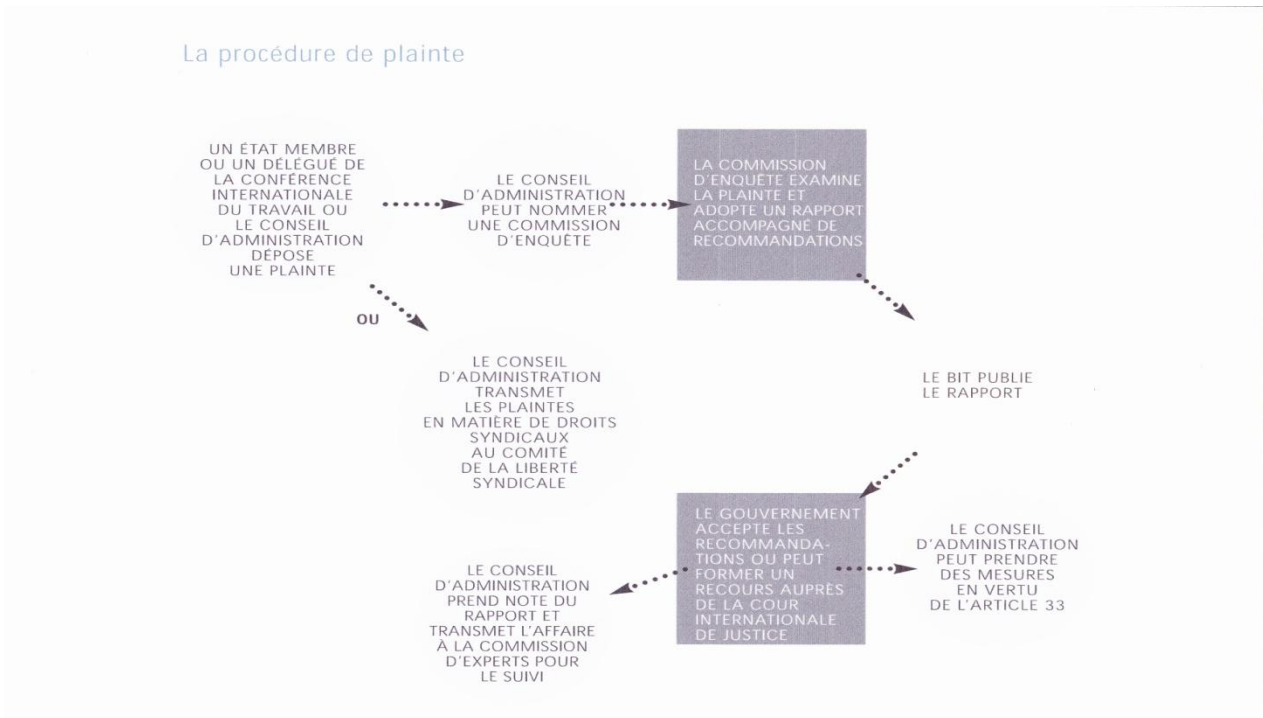 La procédure de plainte
UN ÉTAT MEMBRE
OU UN DÉLÉGUÉ DE
LA CONFÉRENCE
INTERNATIONALE
DU TRAVAIL OU
LE CONSEIL
D'ADMINISTRATION
DÉPOSE
UNE PLAINTE
LE CONSEIL
D'ADMINISTRATION
PEUT NOMMER
UNE COMMISSION
D'ENQUÊTE
LA COMMISSION
D'ENQUÊTE EXAMINE
LA PLAINTE ET
ADOPTE UN RAPPORT
ACCOMPAGNÉ DE
RECOMMANDATIONS
OU
LE CONSEIL
D'ADMINISTRATION
TRANSMET
LES PLAINTES
EN MATIÈRE DE DROITS
SYNDICAUX
AU COMITÉ
DE LA LIBERTÉ
SYNDICALE
LE BIT PUBLIE
LE RAPPORT
LE GOUVERNEMENT
ACCEPTE LES
RECOMMANDA-
TIONS OU PEUT
FORMER UN
RECOURS AUPRÈS
DE LA COUR
INTERNATIONALE
DE JUSTICE
LE CONSEIL
D'ADMINISTRATION
PEUT PRENDRE
DES MESURES
EN VERTU
DE L'ARTICLE 33
LE CONSEIL
D'ADMINISTRATION
PREND NOTE DU
RAPPORT ET
TRANSMET L'AFFAIRE
À LA COMMISSION
D'EXPERTS POUR
LE SUIVI